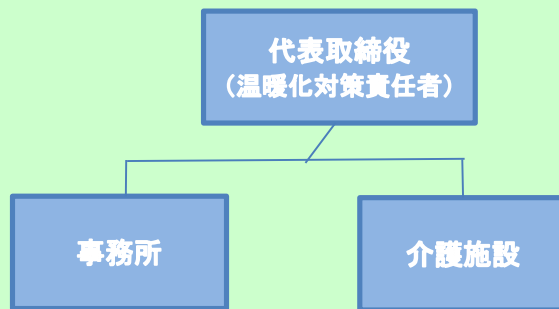 代表取締役
（温暖化対策責任者）
事務所
介護施設